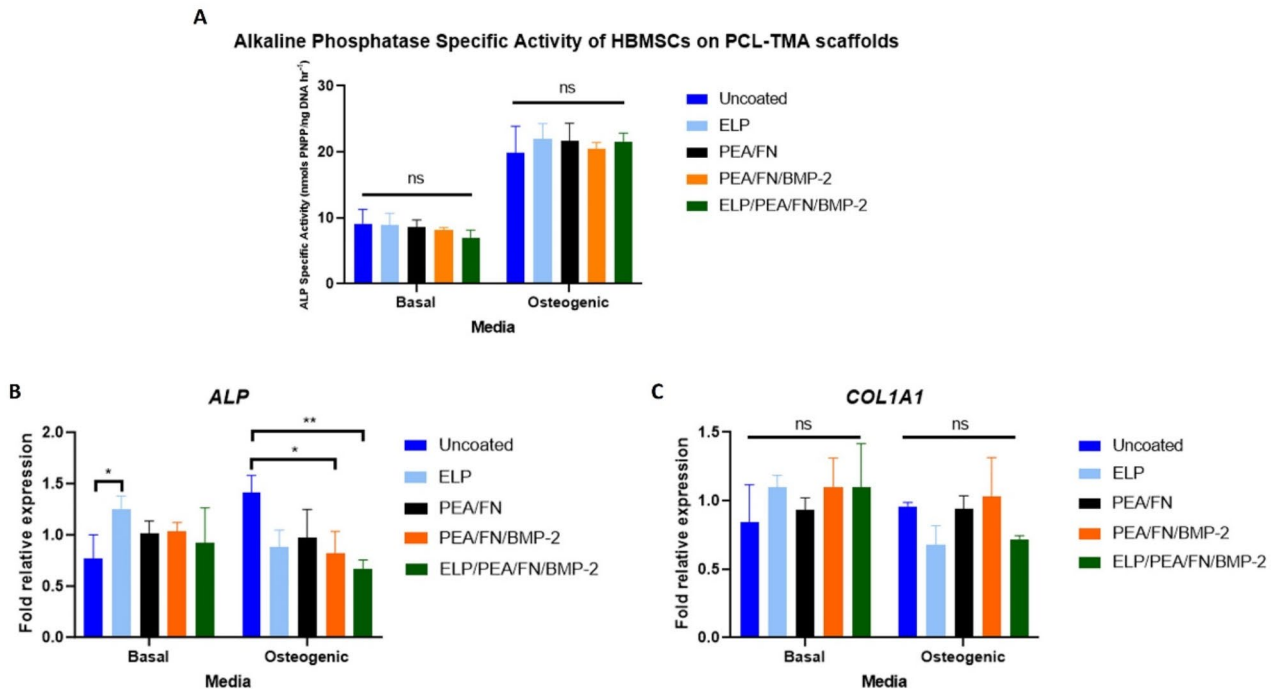 A
Alkaline Phosphatase Specific Activity of HBMSCs on PCL-TMA scaffolds
ALP Specific Activity (nmols PNPP/ng DNA hr⁻¹)
30
20
10
0
ns
ns
Basal
Osteogenic
Media
Uncoated
ELP
PEA/FN
PEA/FN/BMP-2
ELP/PEA/FN/BMP-2
B
ALP
Fold relative expression
2.0
1.5
1.0
0.5
0.0
*
**
*
Basal
Osteogenic
Media
Uncoated
ELP
PEA/FN
PEA/FN/BMP-2
ELP/PEA/FN/BMP-2
C
COL1A1
Fold relative expression
1.5
1.0
0.5
0.0
ns
ns
Basal
Osteogenic
Media
Uncoated
ELP
PEA/FN
PEA/FN/BMP-2
ELP/PEA/FN/BMP-2